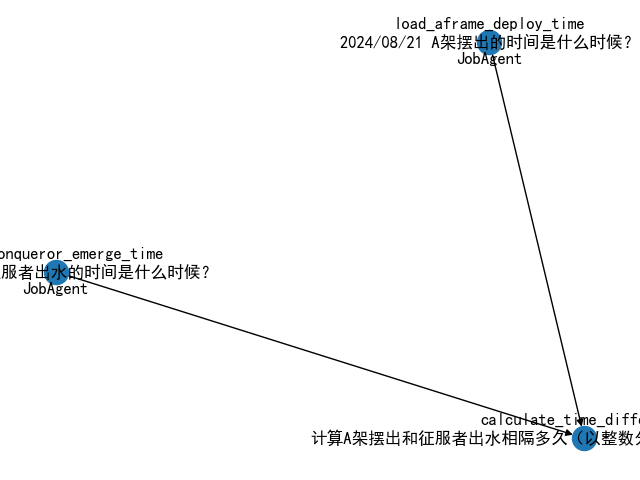 load_aframe_deploy_time
2024/08/21 A架摆出的时间是什么时候?
JobAgent
onqueror_emerge_time
服者出水的时间是什么时候?
JobAgent
calculate_time_diffe
计算A架摆出和征服者出水相隔多久（以整数分